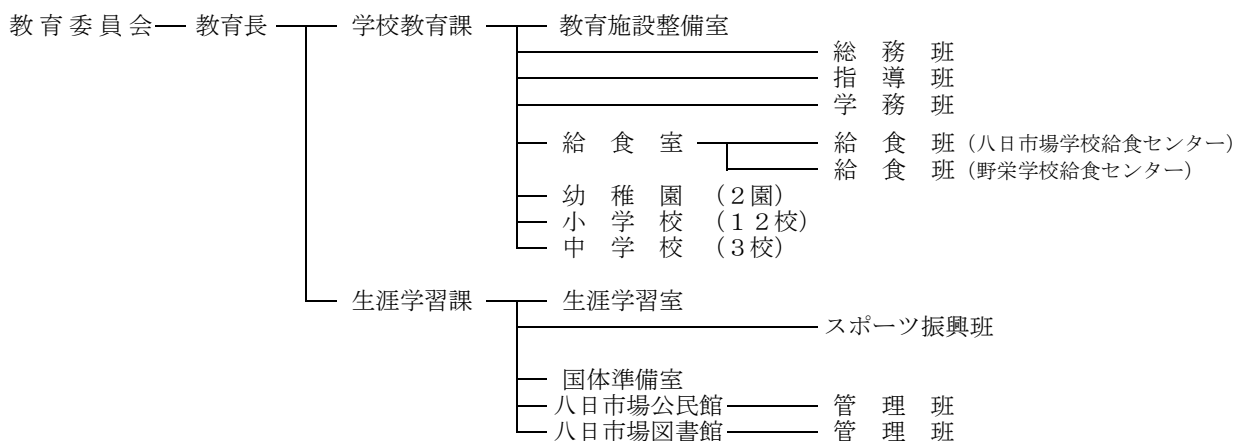 教育委員会 教育長 学校教育課 教育施設整備室
総務班
指導班
学務班
給食室 給食班（八日市場学校給食センター）
給食班（野栄学校給食センター）
幼稚園（２園）
小学校（１２校）
中学校（３校）
生涯学習課 生涯学習室
スポーツ振興班
国体準備室
八日市場公民館 管理班
八日市場図書館 管理班